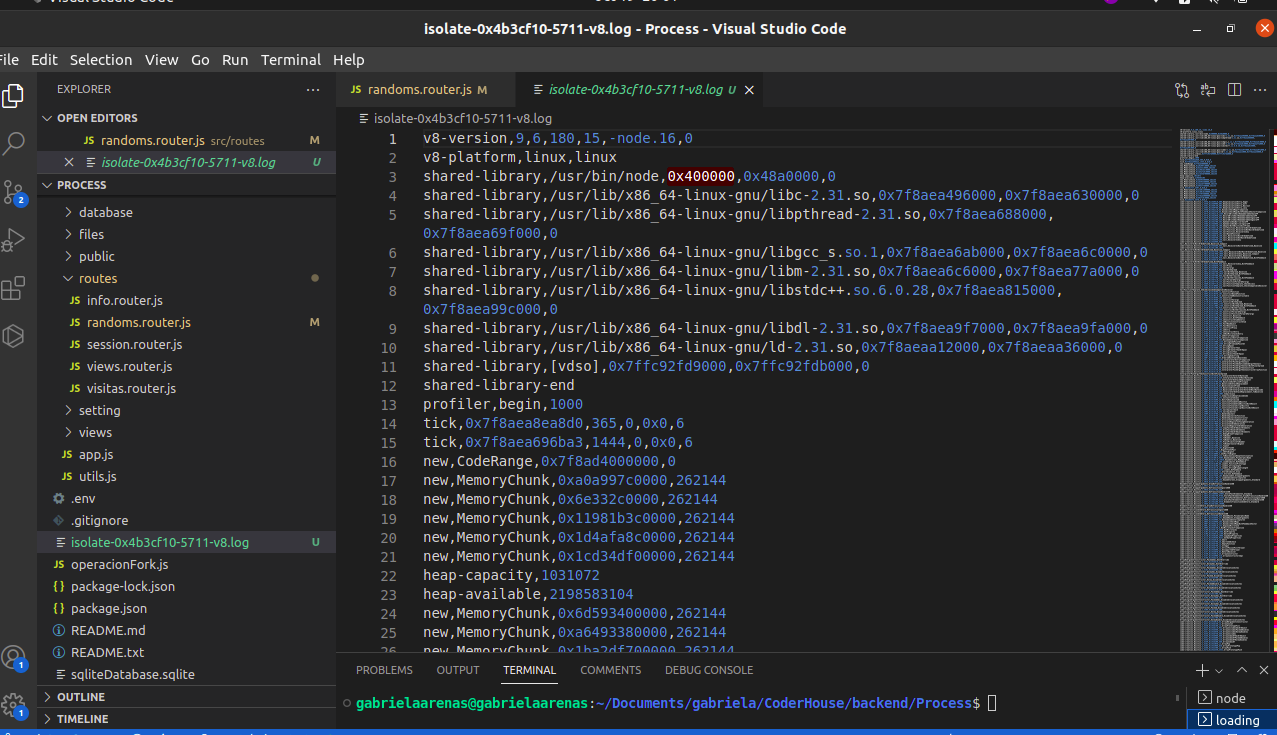 isolate-0x4b3cf10-5711-v8.log - Process - Visual Studio Code
File Edit Selection View Go Run Terminal Help
EXPLORER
OPEN EDITORS
JS randoms.router.js src/routes M
isolate-0x4b3cf10-5711-v8.log U
PROCESS
database
files
public
routes
JS info.router.js
JS randoms.router.js M
JS session.router.js
JS views.router.js
JS visitas.router.js
setting
views
JS app.js
JS utils.js
.env
.gitignore
isolate-0x4b3cf10-5711-v8.log U
JS operacionFork.js
{} package-lock.json
{} package.json
README.md
README.txt
sqliteDatabase.sqlite
OUTLINE
TIMELINE
2
1
1
JS randoms.router.js M
isolate-0x4b3cf10-5711-v8.log U
isolate-0x4b3cf10-5711-v8.log
1 v8-version,9,6,180,15,-node.16,0
2 v8-platform,linux,linux
3 shared-library,/usr/bin/node,0x400000,0x48a0000,0
4 shared-library,/usr/lib/x86_64-linux-gnu/libc-2.31.so,0x7f8aea496000,0x7f8aea630000,0
5 shared-library,/usr/lib/x86_64-linux-gnu/libpthread-2.31.so,0x7f8aea688000,
0x7f8aea69f000,0
6 shared-library,/usr/lib/x86_64-linux-gnu/libgcc_s.so.1,0x7f8aea6ab000,0x7f8aea6c0000,0
7 shared-library,/usr/lib/x86_64-linux-gnu/libm-2.31.so,0x7f8aea6c6000,0x7f8aea77a000,0
8 shared-library,/usr/lib/x86_64-linux-gnu/libstdc++.so.6.0.28,0x7f8aea815000,
0x7f8aea99c000,0
9 shared-library,/usr/lib/x86_64-linux-gnu/libdl-2.31.so,0x7f8aea9f7000,0x7f8aea9fa000,0
10 shared-library,/usr/lib/x86_64-linux-gnu/ld-2.31.so,0x7f8aeaa12000,0x7f8aeaa36000,0
11 shared-library,[vdso],0x7ffc92fd9000,0x7ffc92fdb000,0
12 shared-library-end
13 profiler,begin,1000
14 tick,0x7f8aea8ea8d0,365,0,0x0,6
15 tick,0x7f8aea696ba3,1444,0,0x0,6
16 new,CodeRange,0x7f8ad4000000,0
17 new,MemoryChunk,0xa0a997c0000,262144
18 new,MemoryChunk,0x6e332c0000,262144
19 new,MemoryChunk,0x11981b3c0000,262144
20 new,MemoryChunk,0x1d4afa8c0000,262144
21 new,MemoryChunk,0x1cd34df00000,262144
22 heap-capacity,1031072
23 heap-available,2198583104
24 new,MemoryChunk,0x6d593400000,262144
25 new,MemoryChunk,0xa6493380000,262144
26 new,MemoryChunk,0x1ba2df700000,262144
PROBLEMS OUTPUT TERMINAL COMMENTS DEBUG CONSOLE
gabrielaarenas@gabrielaarenas:~/Documents/gabriela/CoderHouse/backend/Process$
node
loading